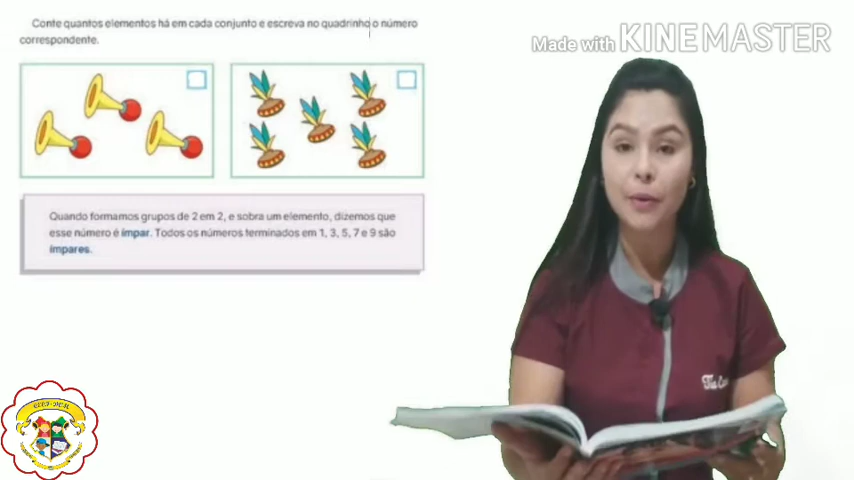 Conte quantos elementos há em cada conjunto e escreva no quadrinho o número
correspondente.
Made with KINEMASTER
Quando formamos grupos de 2 em 2, e sobra um elemento, dizemos que
esse número é ímpar. Todos os números terminados em 1, 3, 5, 7 e 9 são
ímpares.
Tia